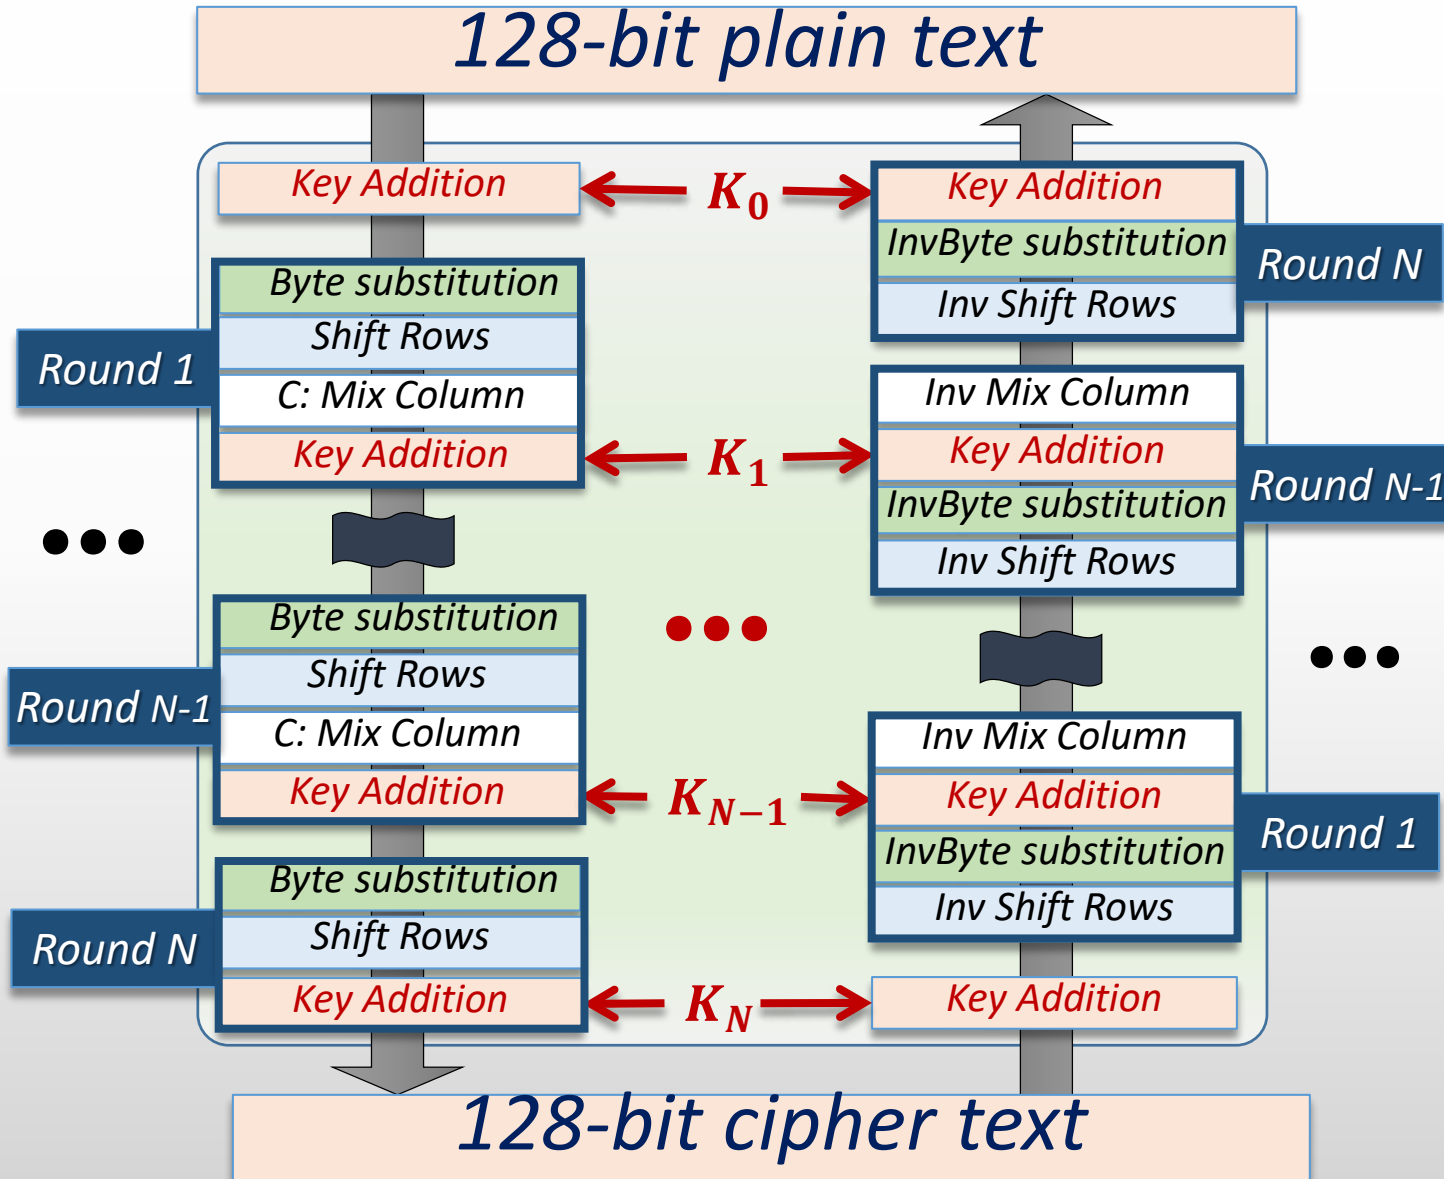 128-bit plain text
Key Addition
K0
Key Addition
InvByte substitution
Inv Shift Rows
Round N
Byte substitution
Shift Rows
C: Mix Column
Key Addition
Round 1
K1
Inv Mix Column
Key Addition
InvByte substitution
Inv Shift Rows
Round N-1
Byte substitution
Shift Rows
C: Mix Column
Key Addition
Round N-1
KN−1
Inv Mix Column
Key Addition
InvByte substitution
Inv Shift Rows
Round 1
Byte substitution
Shift Rows
Key Addition
Round N
KN
Key Addition
128-bit cipher text